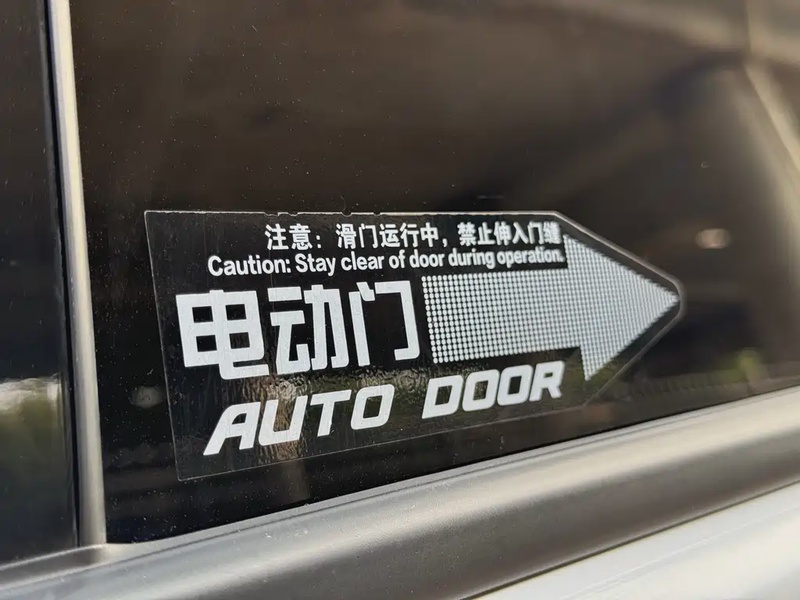 注意：滑门运行中，禁止伸入门缝
Caution: Stay clear of door during operation.
电动门
AUTO DOOR